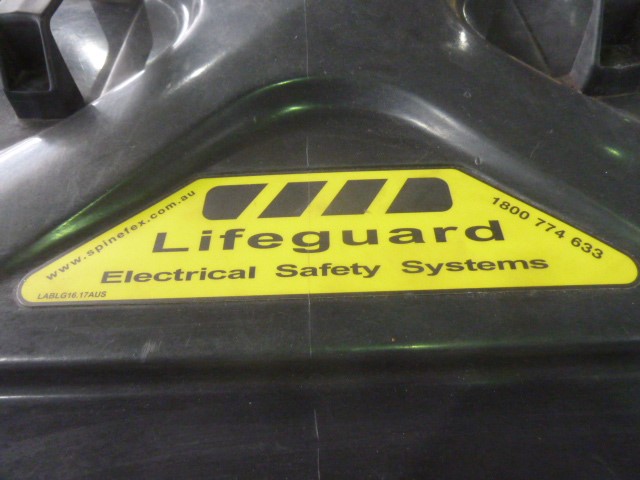 www.spinefex.com.au
1800 774 633
Lifeguard
Electrical Safety Systems
LABLG16.17AUS